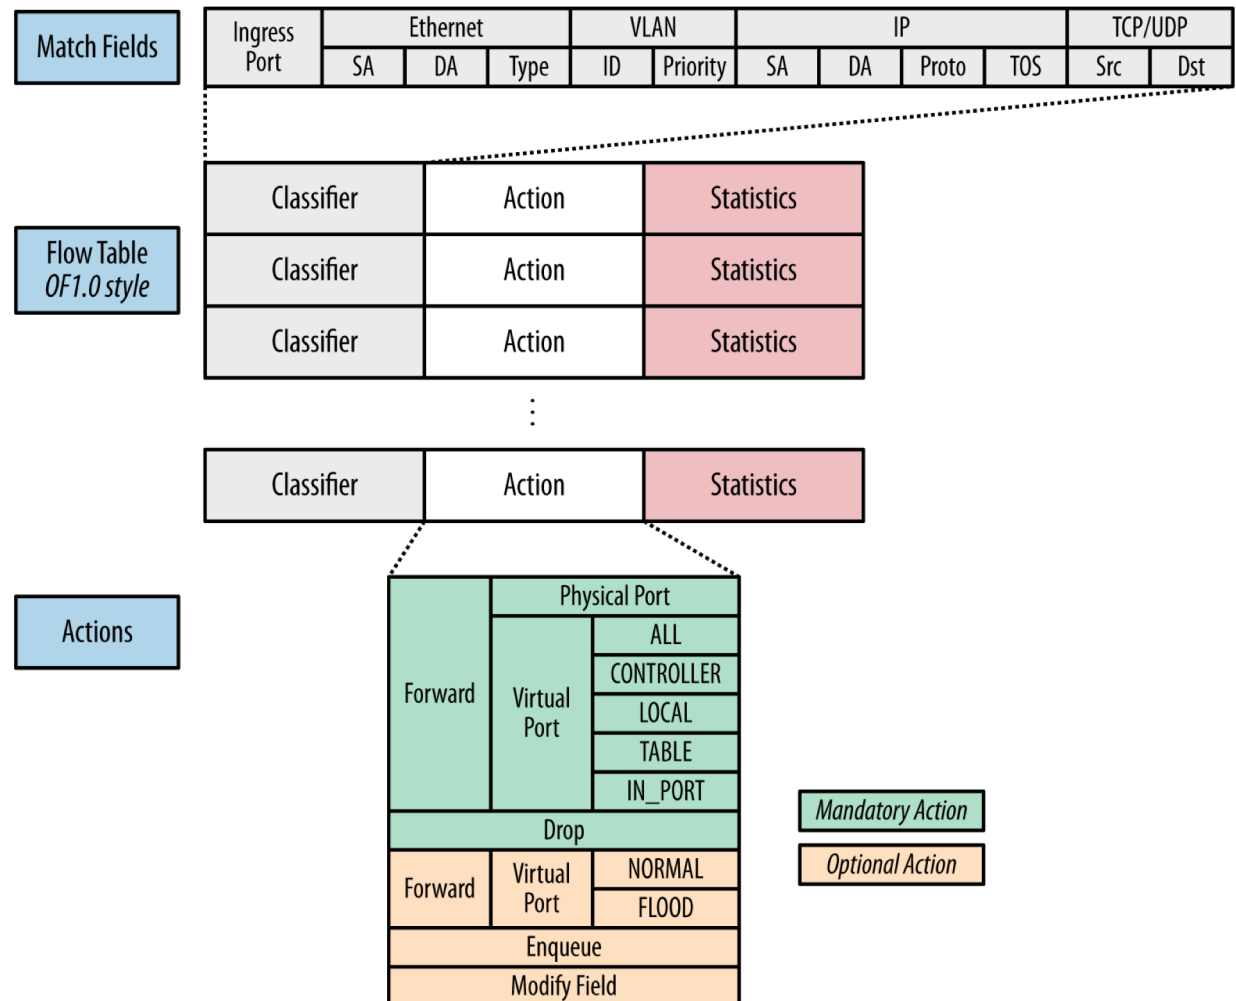 Match Fields
Ingress
Port
Ethernet
VLAN
IP
TCP/UDP
SA
DA
Type
ID
Priority
SA
DA
Proto
TOS
Src
Dst
Flow Table
OF1.0 style
Classifier
Action
Statistics
Classifier
Action
Statistics
Classifier
Action
Statistics
Classifier
Action
Statistics
Actions
Forward
Physical Port
Virtual
Port
ALL
CONTROLLER
LOCAL
TABLE
IN_PORT
Drop
Forward
Virtual
Port
NORMAL
FLOOD
Enqueue
Modify Field
Mandatory Action
Optional Action